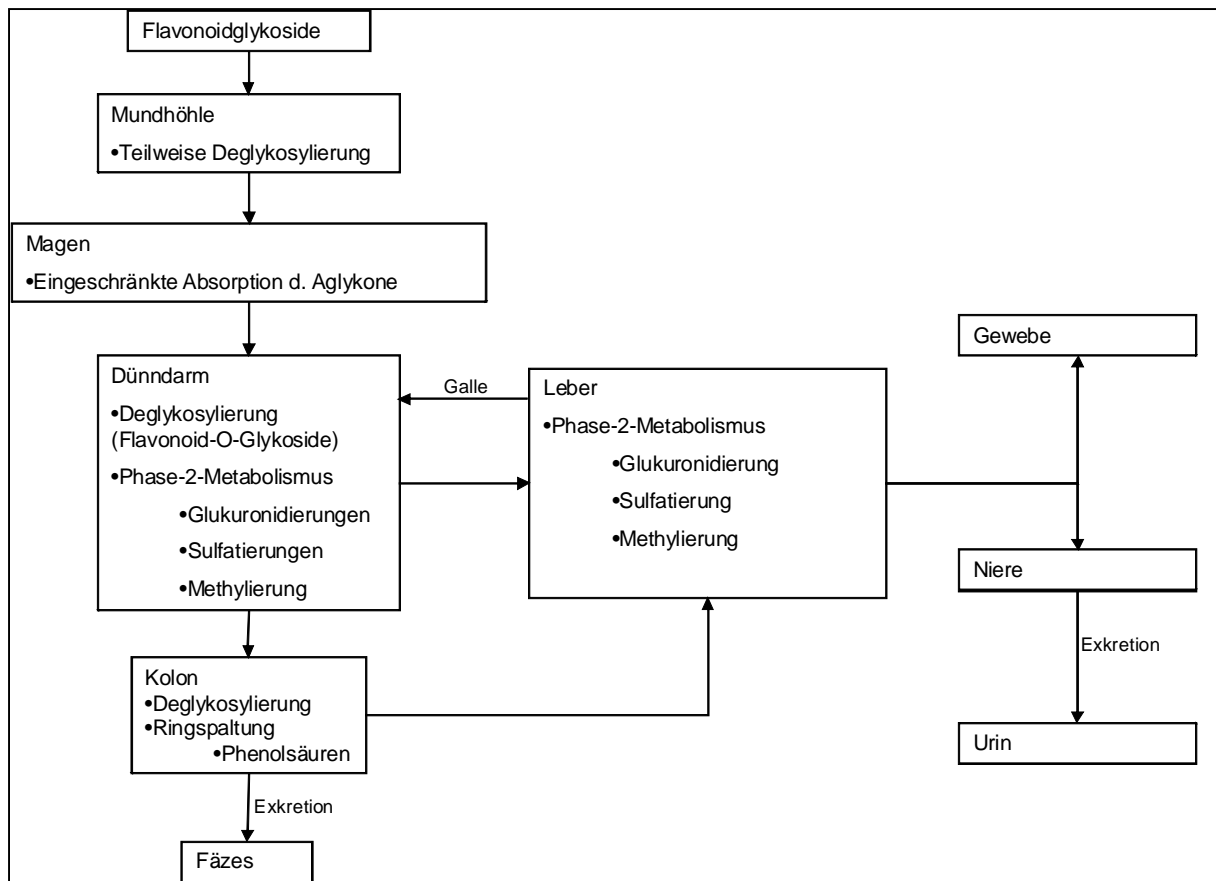 Flavonoidglykoside
Mundhöhle
•Teilweise Deglykosylierung
Magen
•Eingeschränkte Absorption d. Aglykone
Dünndarm
•Deglykosylierung
(Flavonoid-O-Glykoside)
•Phase-2-Metabolismus
•Glukuronidierungen
•Sulfatierungen
•Methylierung
Galle
Leber
•Phase-2-Metabolismus
•Glukuronidierung
•Sulfatierung
•Methylierung
Gewebe
Niere
Exkretion
Urin
Kolon
•Deglykosylierung
•Ringspaltung
•Phenolsäuren
Exkretion
Fäzes